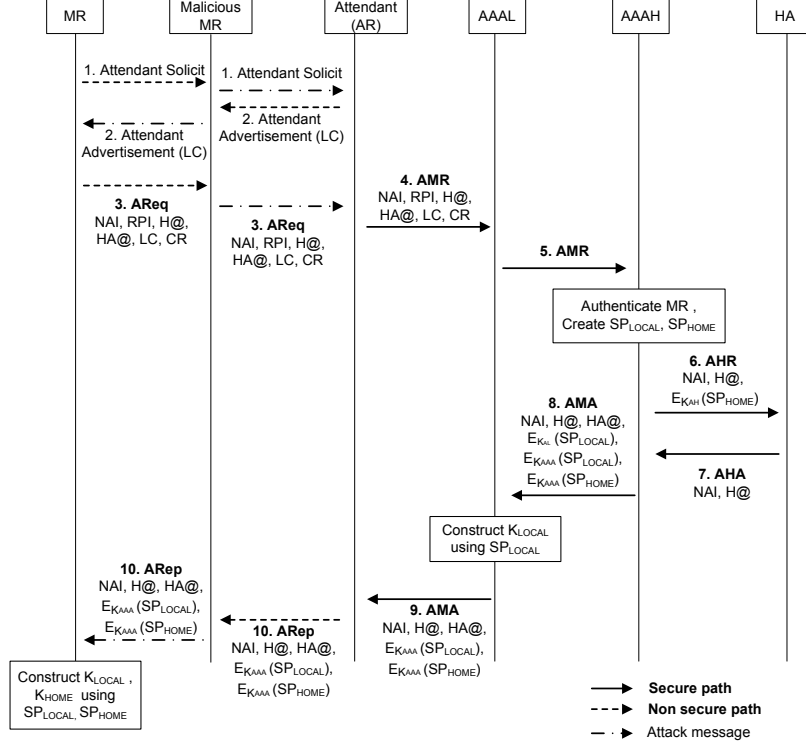 MR
Malicious
MR
Attendant
(AR)
AAAL
AAAH
HA
1. Attendant Solicit
1. Attendant Solicit
2. Attendant
Advertisement (LC)
2. Attendant
Advertisement (LC)
3. AReq
NAI, RPI, H@,
HA@, LC, CR
3. AReq
NAI, RPI, H@,
HA@, LC, CR
4. AMR
NAI, RPI, H@,
HA@, LC, CR
5. AMR
Authenticate MR ,
Create SPLOCAL, SPHOME
6. AHR
NAI, H@,
EKAH (SPHOME)
7. AHA
NAI, H@
8. AMA
NAI, H@, HA@,
EKAL (SPLOCAL),
EKAAA (SPLOCAL),
EKAAA (SPHOME)
Construct KLOCAL
using SPLOCAL
9. AMA
NAI, H@, HA@,
EKAAA (SPLOCAL),
EKAAA (SPHOME)
10. ARep
NAI, H@, HA@,
EKAAA (SPLOCAL),
EKAAA (SPHOME)
10. ARep
NAI, H@, HA@,
EKAAA (SPLOCAL),
EKAAA (SPHOME)
Construct KLOCAL ,
KHOME using
SPLOCAL, SPHOME
Secure path
Non secure path
Attack message